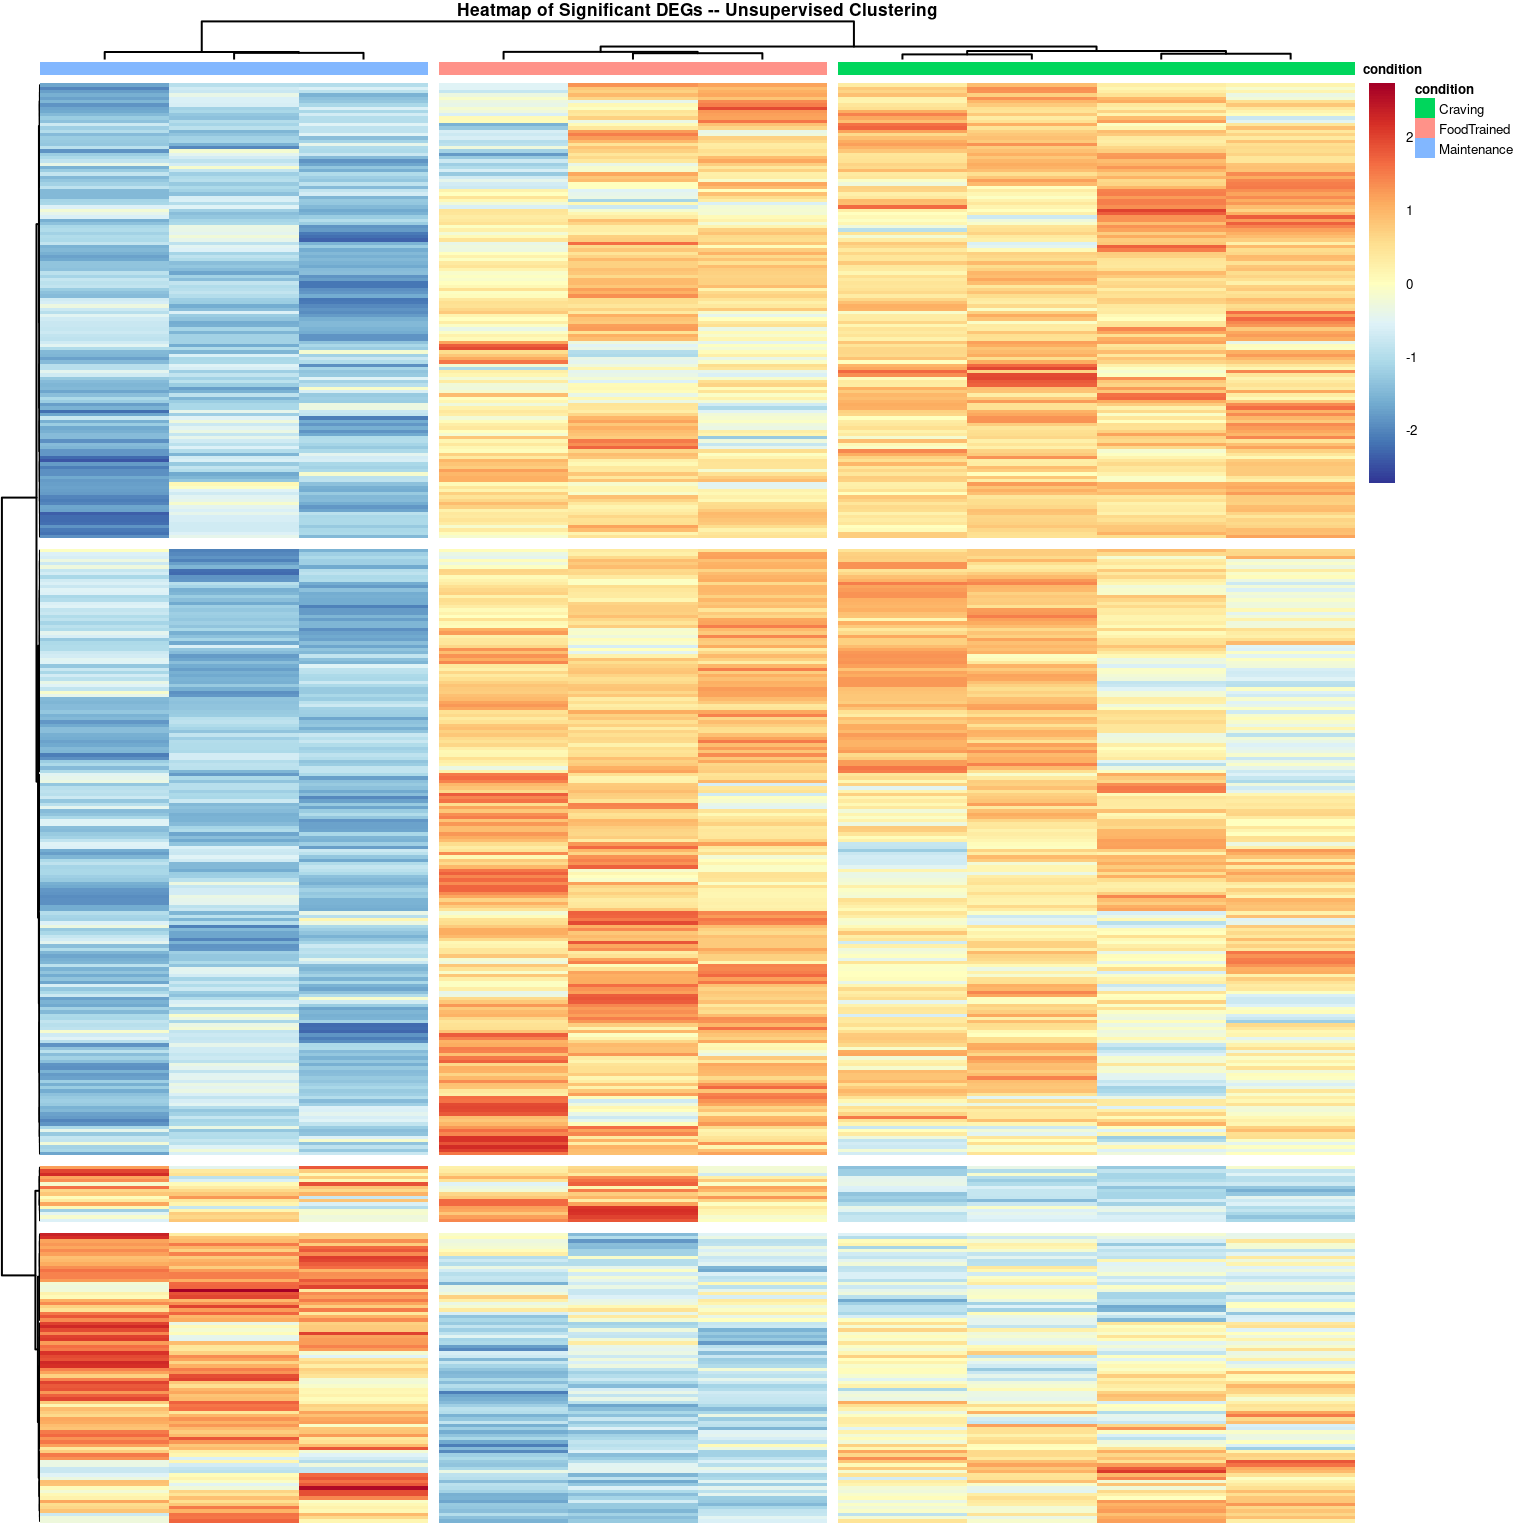 Heatmap of Significant DEGs -- Unsupervised Clustering
condition
condition
Craving
FoodTrained
Maintenance
2
1
0
-1
-2